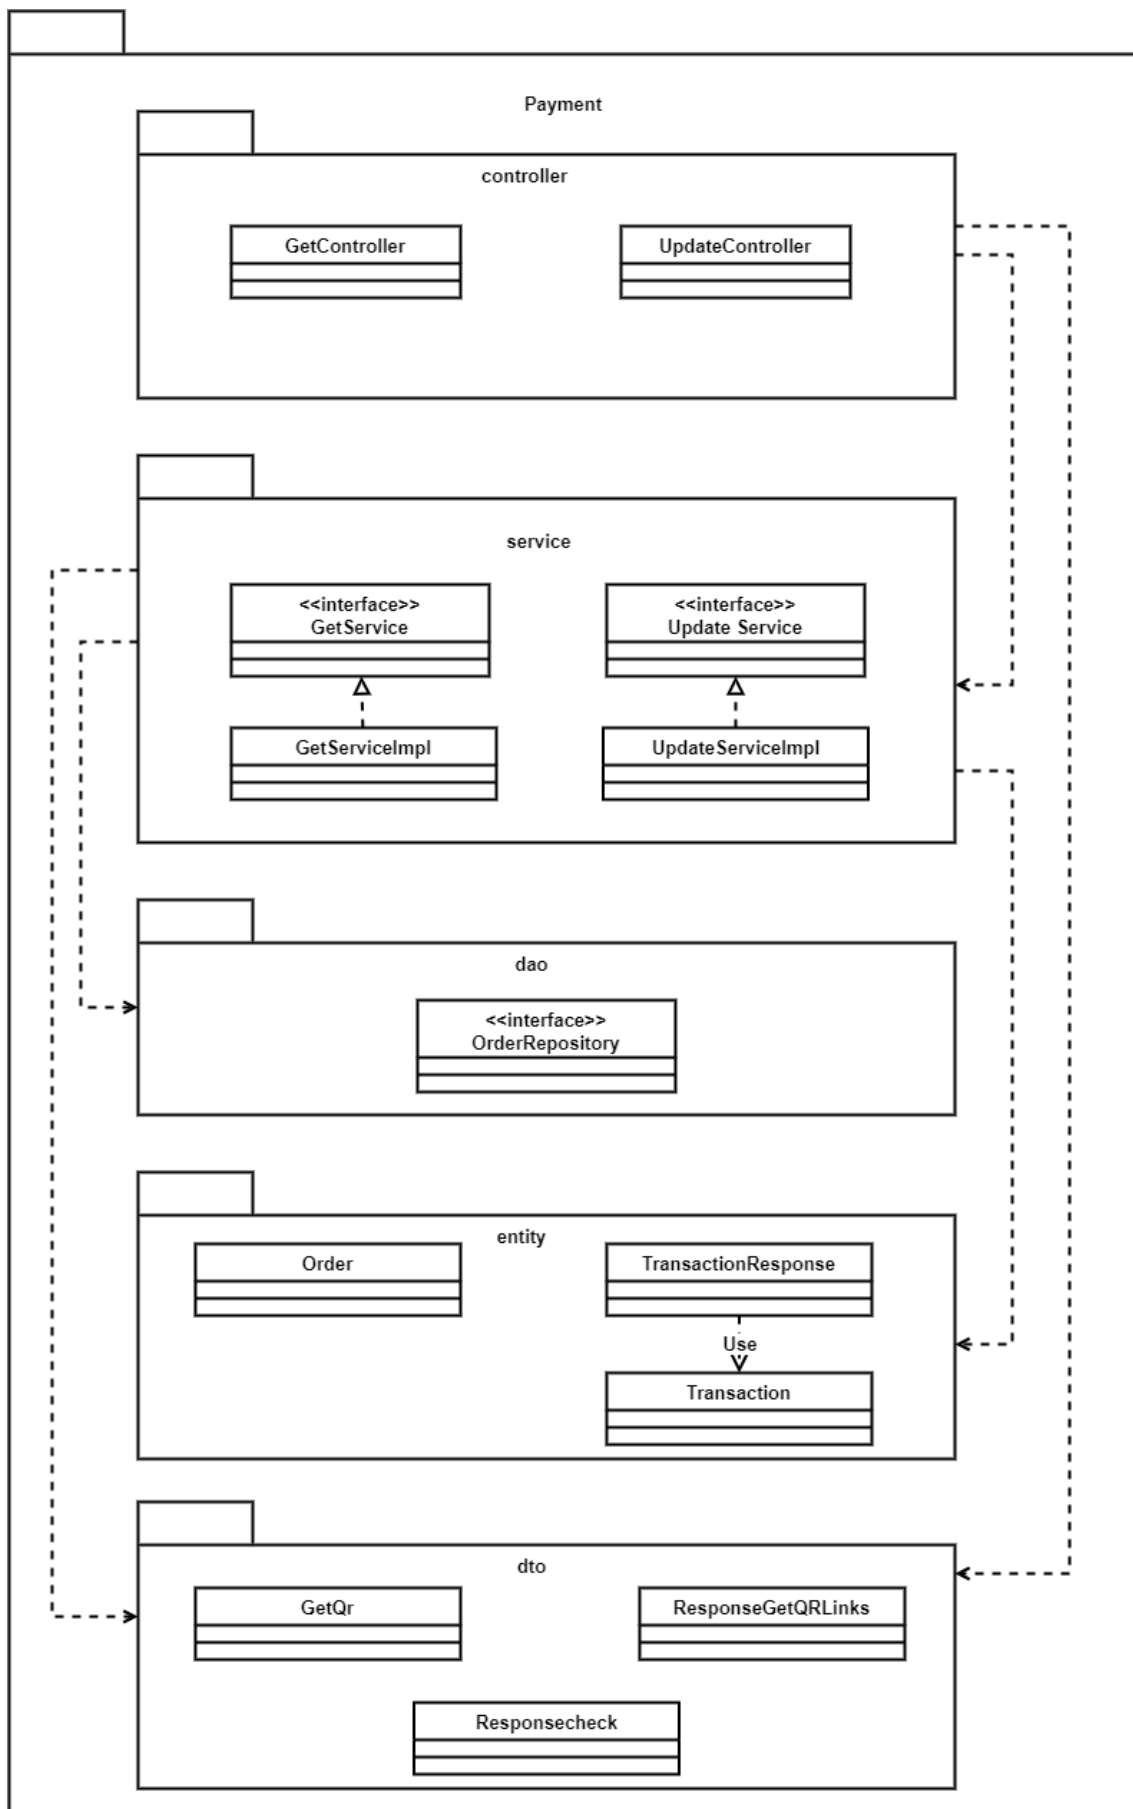 Payment
controller
GetController
UpdateController
service
<<interface>>
GetService
<<interface>>
Update Service
GetServiceImpl
UpdateServiceImpl
dao
<<interface>>
OrderRepository
entity
Order
TransactionResponse
Use
Transaction
dto
GetQr
ResponseGetQRLinks
Responsecheck